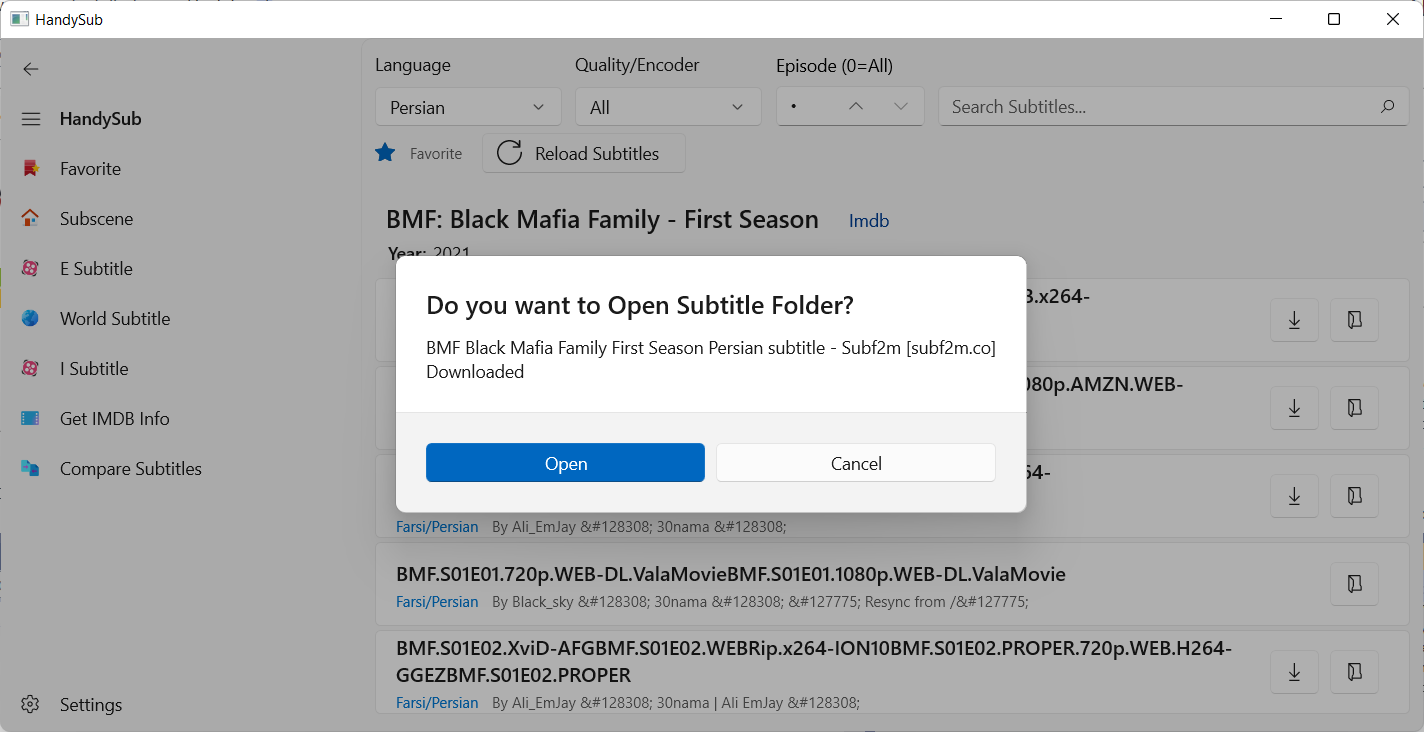 HandySub
Language
Quality/Encoder
Episode (0=All)
Persian
All
Search Subtitles...
HandySub
Favorite
Reload Subtitles
Favorite
Subscene
BMF: Black Mafia Family - First Season Imdb
Year: 2021
E Subtitle
World Subtitle
I Subtitle
Get IMDB Info
Compare Subtitles
Settings
Do you want to Open Subtitle Folder?
BMF Black Mafia Family First Season Persian subtitle - Subf2m [subf2m.co]
Downloaded
Open
Cancel
.x264-
080p.AMZN.WEB-
64-
Farsi/Persian By Ali_EmJay &#128308; 30nama &#128308;
BMF.S01E01.720p.WEB-DL.ValaMovieBMF.S01E01.1080p.WEB-DL.ValaMovie
Farsi/Persian By Black_sky &#128308; 30nama &#128308; &#127775; Resync from /&#127775;
BMF.S01E02.XviD-AFGBMF.S01E02.WEBRip.x264-ION10BMF.S01E02.PROPER.720p.WEB.H264-
GGEZBMF.S01E02.PROPER
Farsi/Persian By Ali_EmJay &#128308; 30nama | Ali EmJay &#128308;